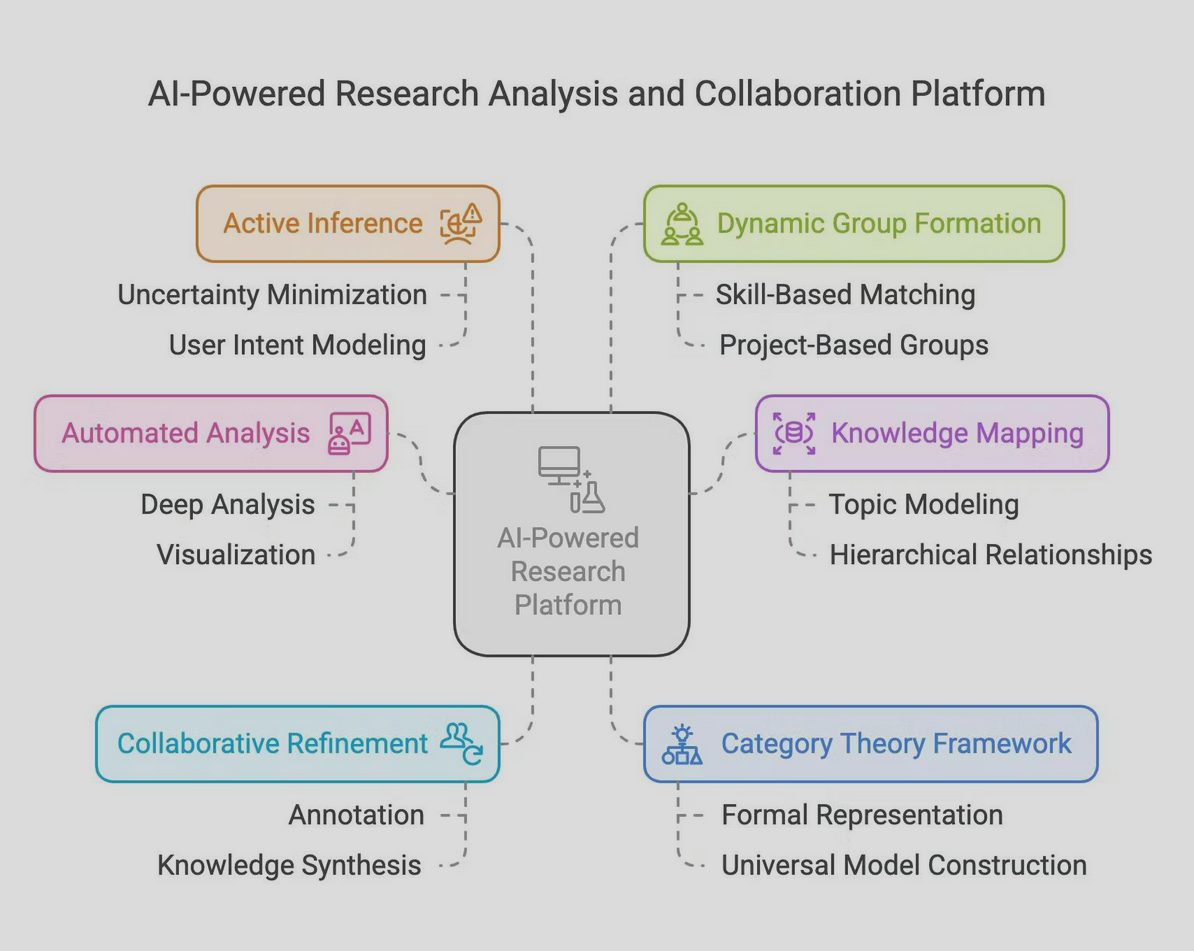 AI-Powered Research Analysis and Collaboration Platform
Active Inference
Uncertainty Minimization
User Intent Modeling
Dynamic Group Formation
Skill-Based Matching
Project-Based Groups
Automated Analysis
Deep Analysis
Visualization
AI-Powered
Research
Platform
Knowledge Mapping
Topic Modeling
Hierarchical Relationships
Collaborative Refinement
Annotation
Knowledge Synthesis
Category Theory Framework
Formal Representation
Universal Model Construction